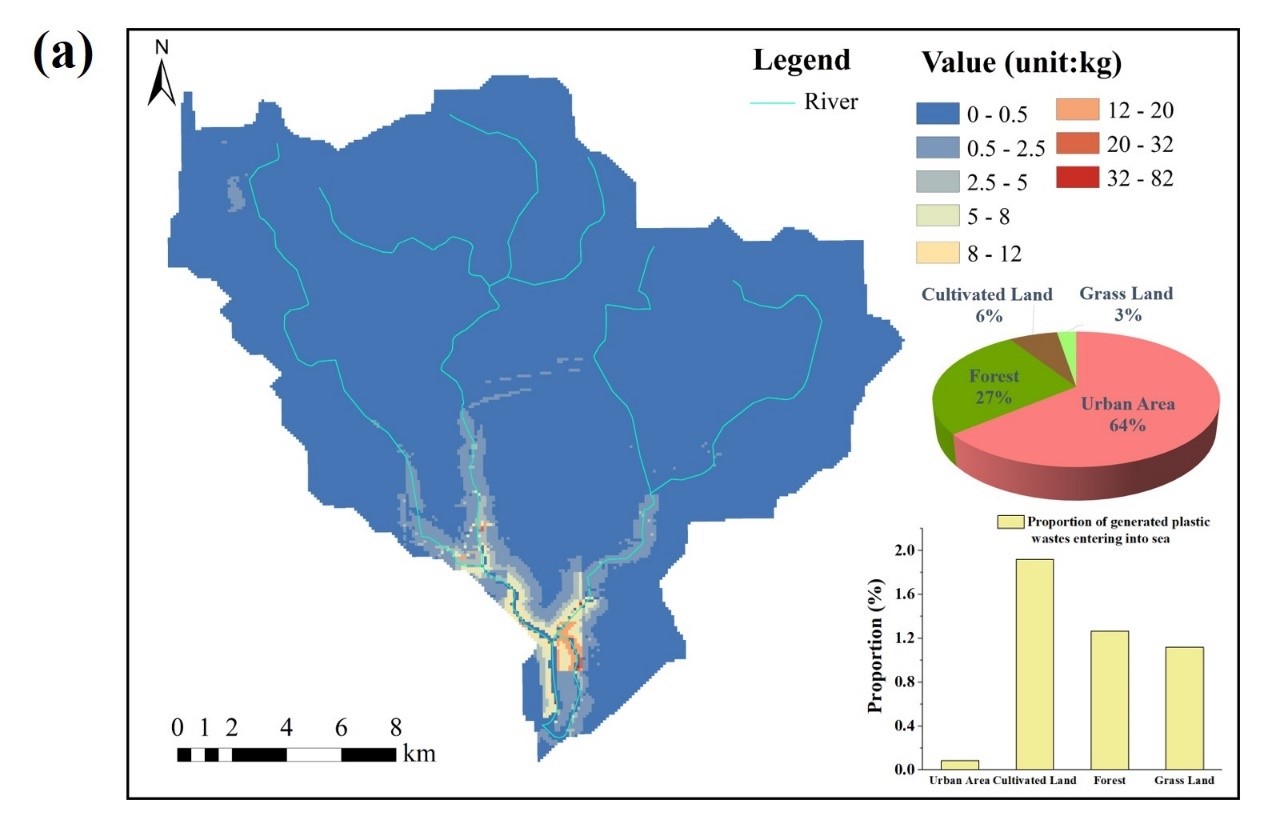 (a)
N
Legend
River
Value (unit:kg)
0 - 0.5
0.5 - 2.5
2.5 - 5
5 - 8
8 - 12
12 - 20
20 - 32
32 - 82
Cultivated Land
6%
Grass Land
3%
Forest
27%
Urban Area
64%
Proportion of generated plastic
wastes entering into sea
Proportion (%)
2.0
1.6
1.2
0.8
0.4
0.0
Urban Area Cultivated Land Forest Grass Land
0 1 2 4 6 8
km